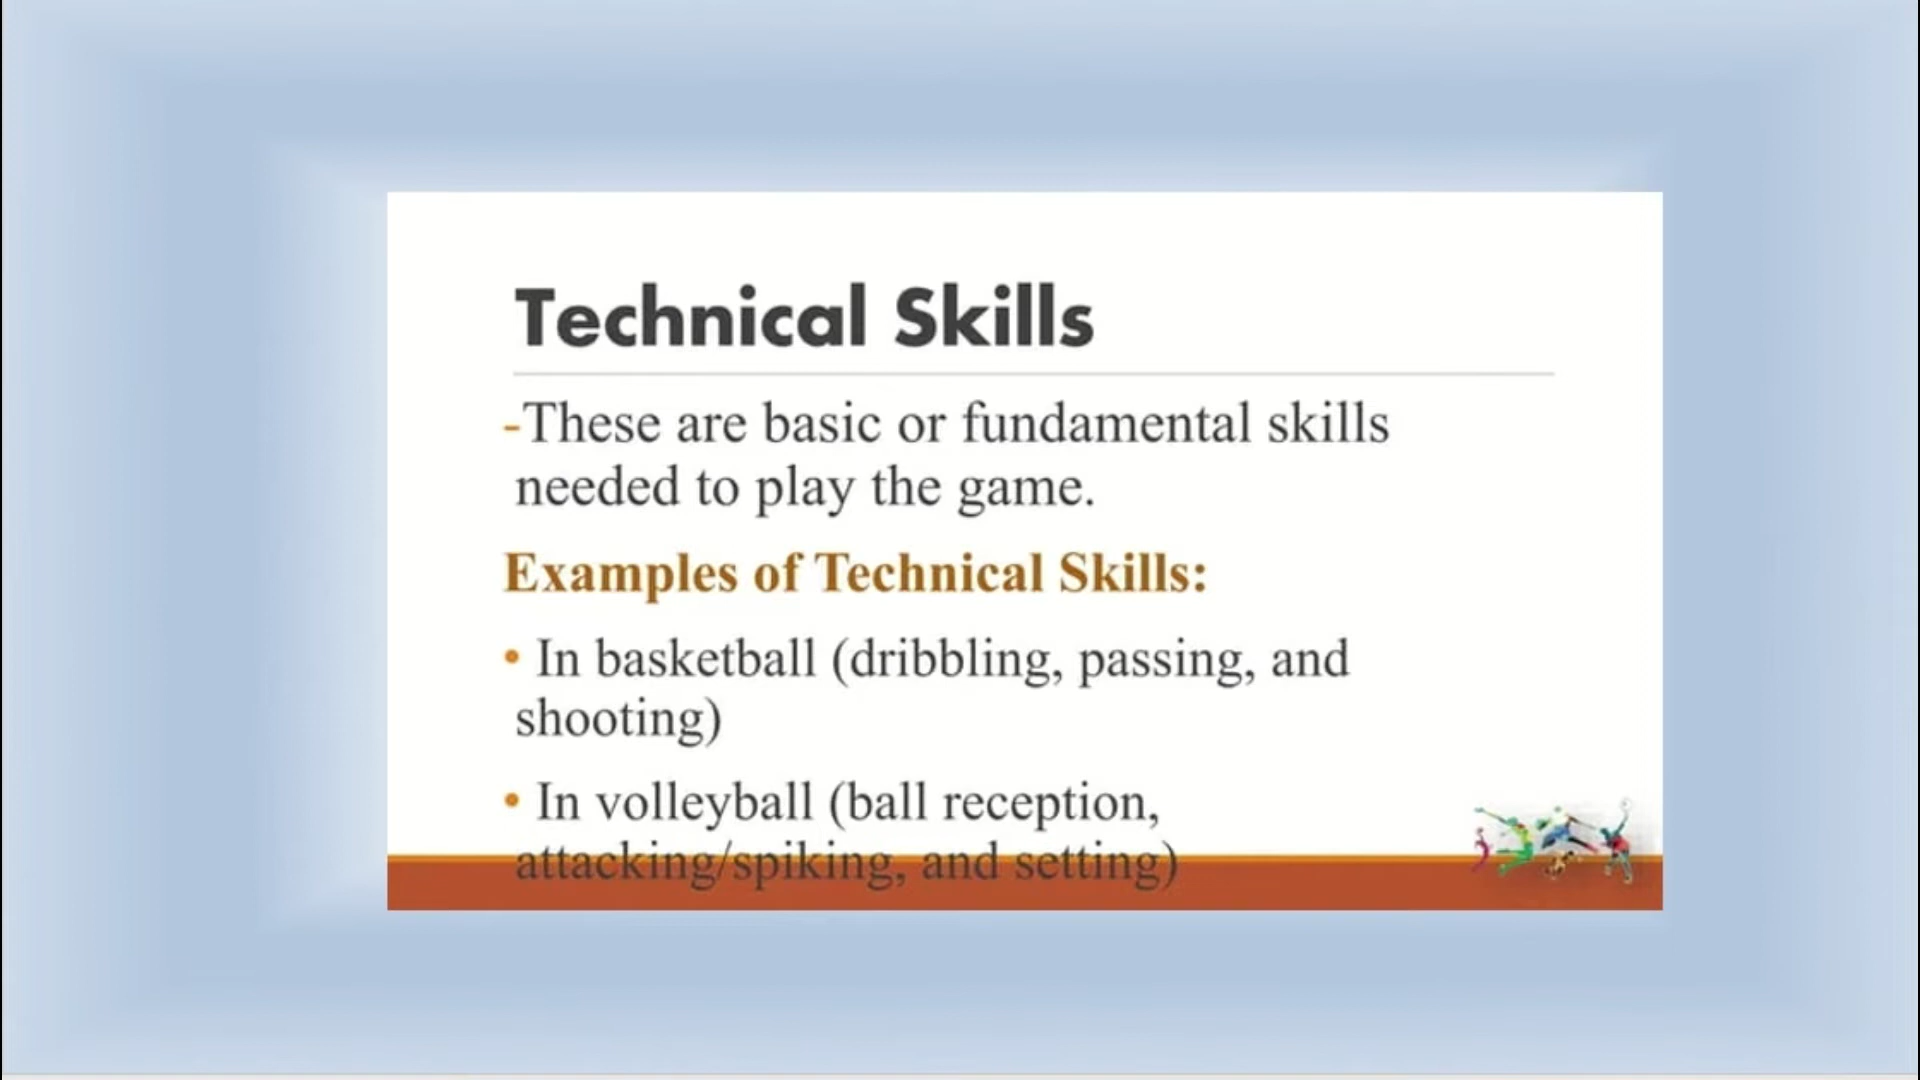 Technical Skills
-These are basic or fundamental skills
needed to play the game.
Examples of Technical Skills:
• In basketball (dribbling, passing, and
shooting)
• In volleyball (ball reception,
attacking/spiking, and setting)